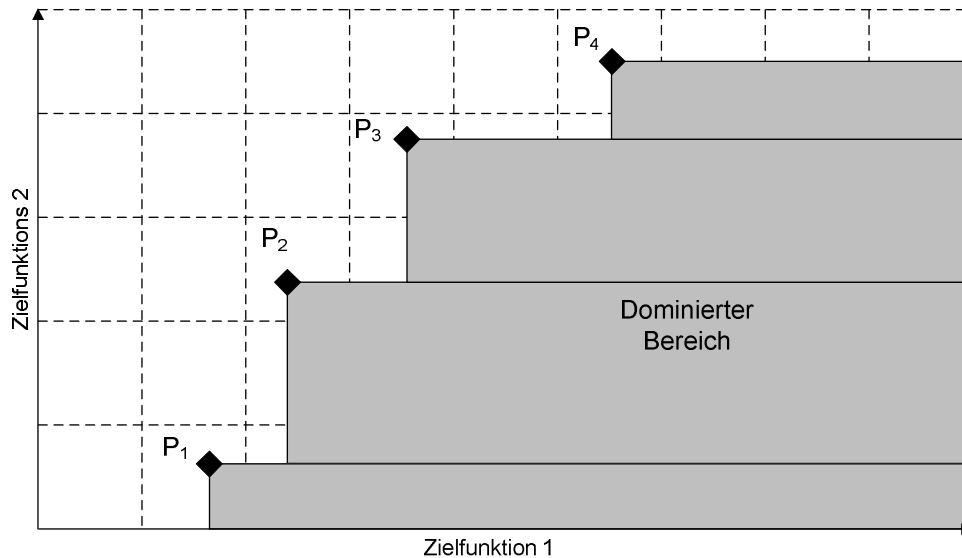 P₄
P₃
P₂
P₁
Dominierter
Bereich
Zielfunktions 2
Zielfunktion 1